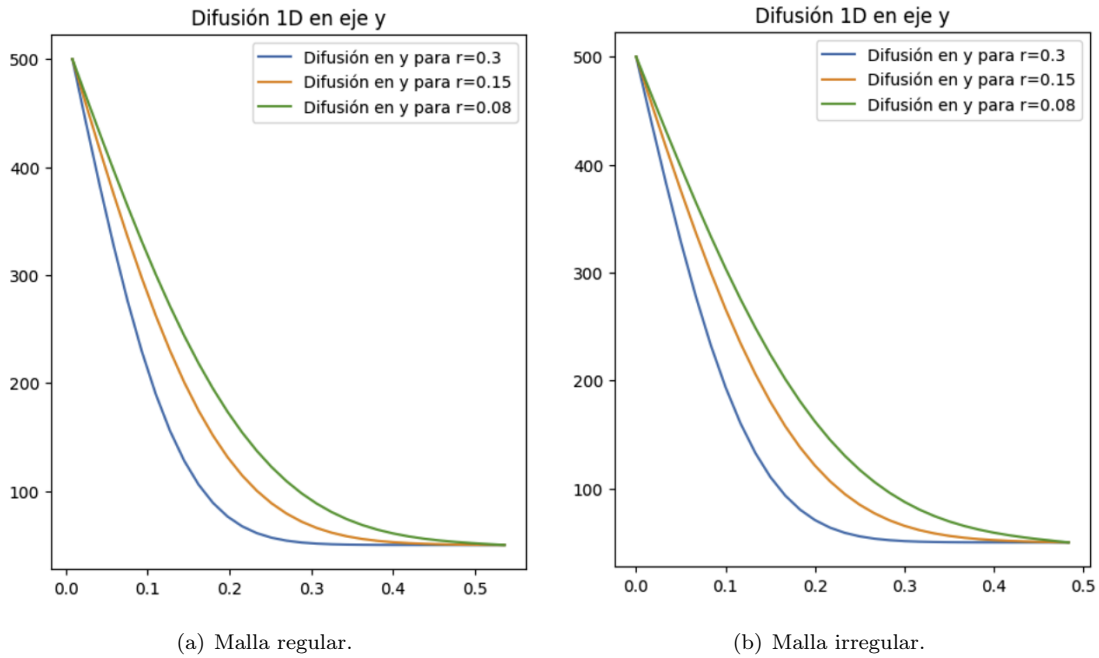 Difusión 1D en eje y
Difusión en y para r=0.3
Difusión en y para r=0.15
Difusión en y para r=0.08
500
400
300
200
100
0.0 0.1 0.2 0.3 0.4 0.5
(a) Malla regular.
Difusión 1D en eje y
Difusión en y para r=0.3
Difusión en y para r=0.15
Difusión en y para r=0.08
500
400
300
200
100
0.0 0.1 0.2 0.3 0.4 0.5
(b) Malla irregular.